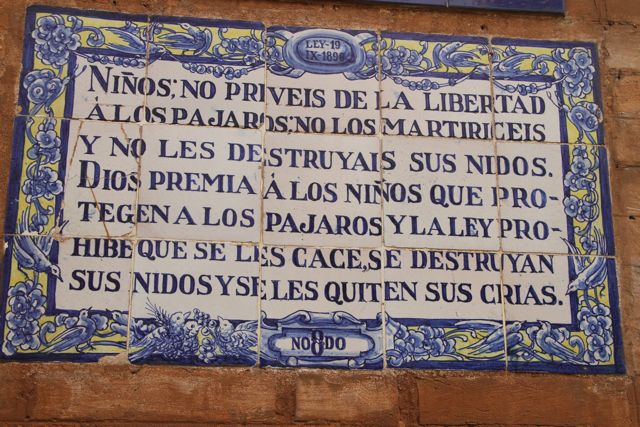 LEY-19
IX-1896
NIÑOS; NO PRIVEIS DE LA LIBERTAD
Á LOS PAJAROS; NO LOS MARTIRICEIS
Y NO LES DESTRUYAIS SUS NIDOS.
DIOS PREMIA Á LOS NIÑOS QUE PRO-
TEGEN A LOS PAJAROS Y LA LEY PRO-
HIBE QUE SE LES CACE, SE DESTRUYAN
SUS NIDOS Y SE LES QUITEN SUS CRIAS.
NO8DO